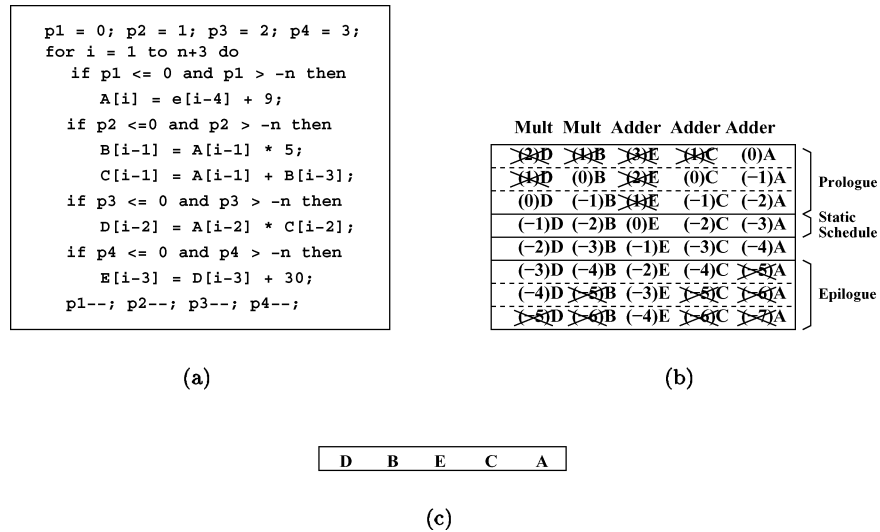 p1 = 0; p2 = 1; p3 = 2; p4 = 3;
for i = 1 to n+3 do
if p1 <= 0 and p1 > -n then
A[i] = e[i-4] + 9;
if p2 <=0 and p2 > -n then
B[i-1] = A[i-1] * 5;
C[i-1] = A[i-1] + B[i-3];
if p3 <= 0 and p3 > -n then
D[i-2] = A[i-2] * C[i-2];
if p4 <= 0 and p4 > -n then
E[i-3] = D[i-3] + 30;
p1--; p2--; p3--; p4--;
(a)
Mult Mult Adder Adder Adder
(2)D (1)B (3)E (1)C (0)A
(1)D (0)B (2)E (0)C (−1)A
(0)D (−1)B (1)E (−1)C (−2)A
(−1)D (−2)B (0)E (−2)C (−3)A
(−2)D (−3)B (−1)E (−3)C (−4)A
(−3)D (−4)B (−2)E (−4)C (−5)A
(−4)D (−5)B (−3)E (−5)C (−6)A
(−5)D (−6)B (−4)E (−6)C (−7)A
Prologue
Static
Schedule
Epilogue
(b)
D B E C A
(c)